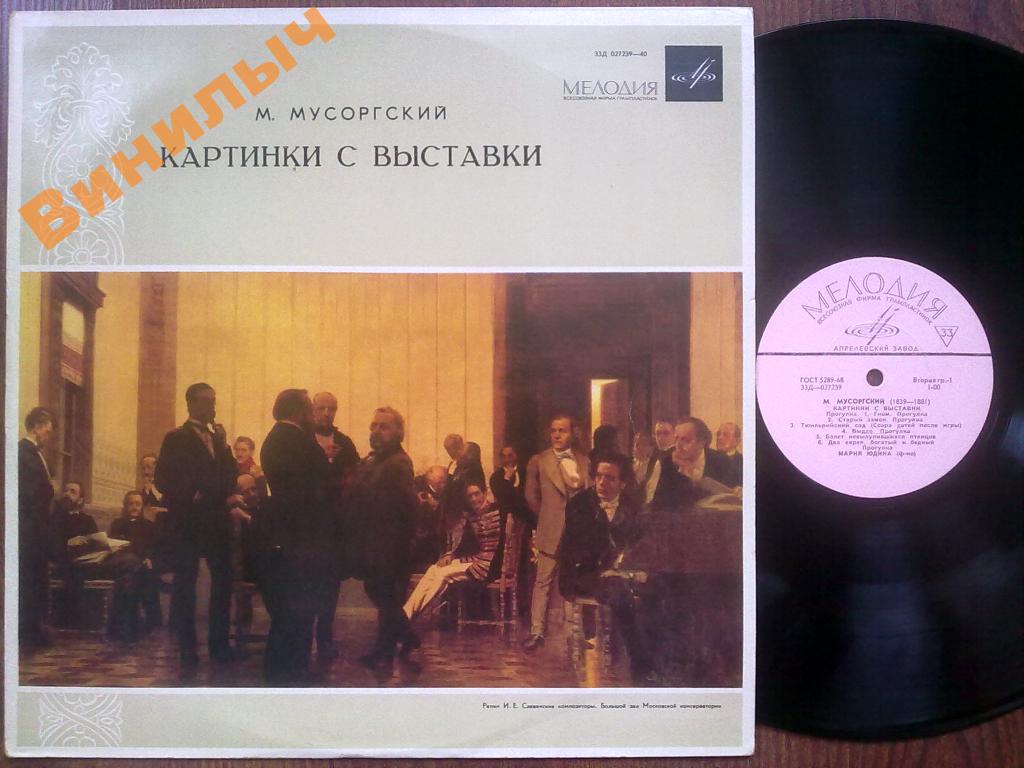 Винилыч
33Д 027239—40
МЕЛОДИЯ
ВСЕСОЮЗНАЯ ФИРМА ГРАМПЛАСТИНОК
М. МУСОРГСКИЙ
КАРТИНКИ С ВЫСТАВКИ
Репин И. Е. Славянские композиторы. Большой зал Московской консерватории
МЕЛОДИЯ
ВСЕСОЮЗНАЯ ФИРМА ГРАМПЛАСТИНОК
33
АПРЕЛЕВСКИЙ ЗАВОД
ГОСТ 5289-68 Вторая гр.-1
33Д—027239 1-00
М. МУСОРГСКИЙ (1839—1881)
КАРТИНКИ С ВЫСТАВКИ
Прогулка. 1. Гном. Прогулка
2. Старый замок. Прогулка
3. Тюильрийский сад (Ссора детей после игры)
4. Быдло. Прогулка
5. Балет невылупившихся птенцов
6. Два еврея, богатый и бедный
Прогулка
МАРИЯ ЮДИНА (ф-но)